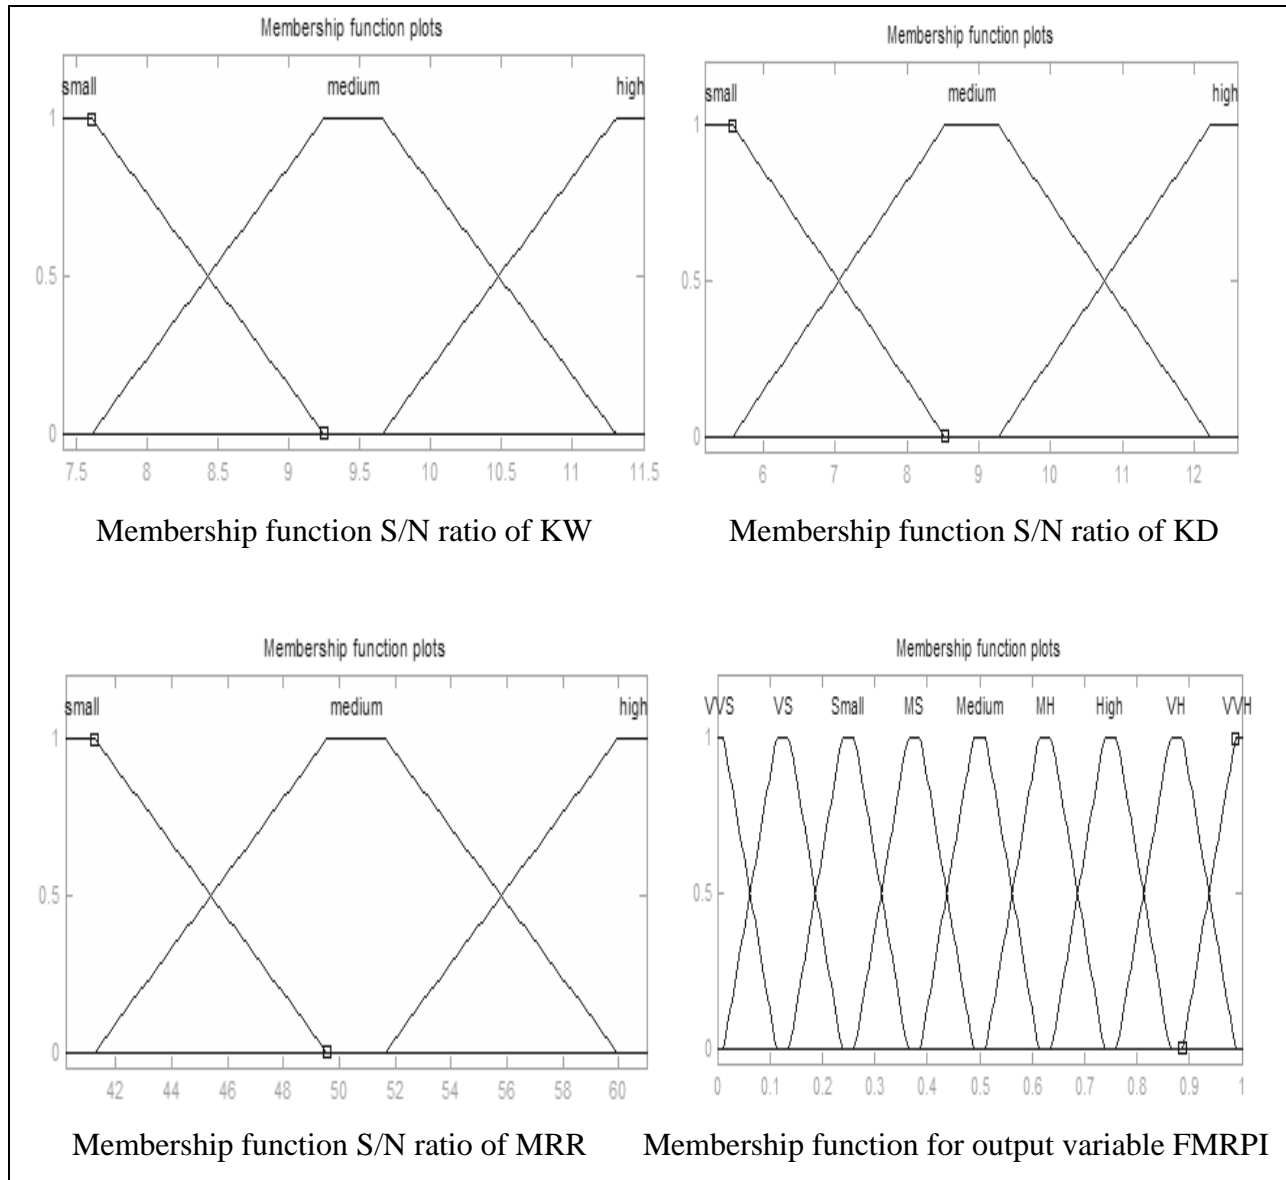 Membership function plots
small medium high
1
0.5
0
7.5 8 8.5 9 9.5 10 10.5 11 11.5
Membership function S/N ratio of KW
Membership function plots
small medium high
1
0.5
0
6 7 8 9 10 11 12
Membership function S/N ratio of KD
Membership function plots
small medium high
1
0.5
0
42 44 46 48 50 52 54 56 58 60
Membership function S/N ratio of MRR
Membership function plots
VVS VS Small MS Medium MH High VH VVH
1
0.5
0
0 0.1 0.2 0.3 0.4 0.5 0.6 0.7 0.8 0.9 1
Membership function for output variable FMRPI